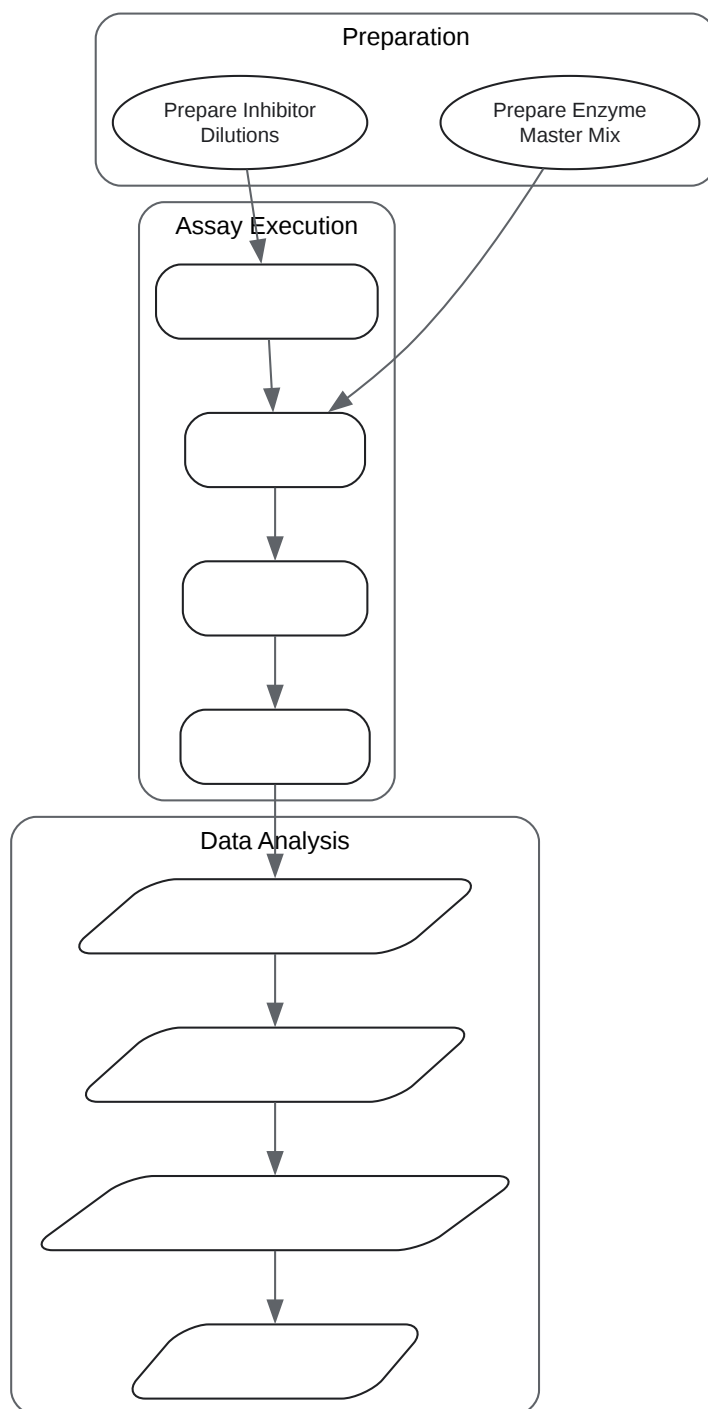 Preparation
Prepare Inhibitor
Dilutions
Prepare Enzyme
Master Mix
Assay Execution
Data Analysis